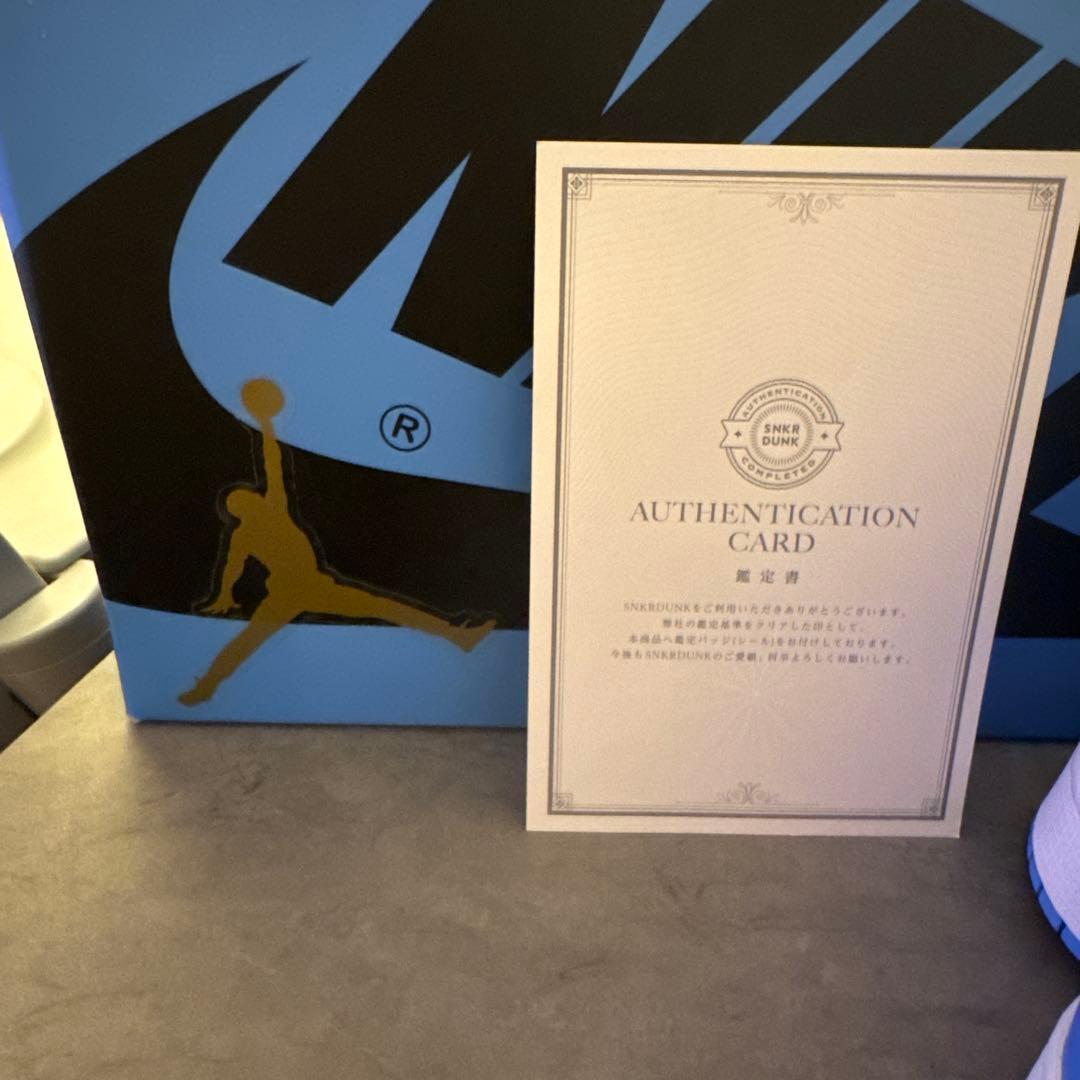 NIKE
®
AUTHENTICATION
SNKR
DUNK
COMPLETED
AUTHENTICATION
CARD
鑑定書
SNKRDUNKをご利用いただきありがとうございます。
弊社の鑑定基準をクリアした印として、
本商品へ鑑定バッジ(シール)をお付けしております。
今後もSNKRDUNKのご愛顧、何卒よろしくお願いします。